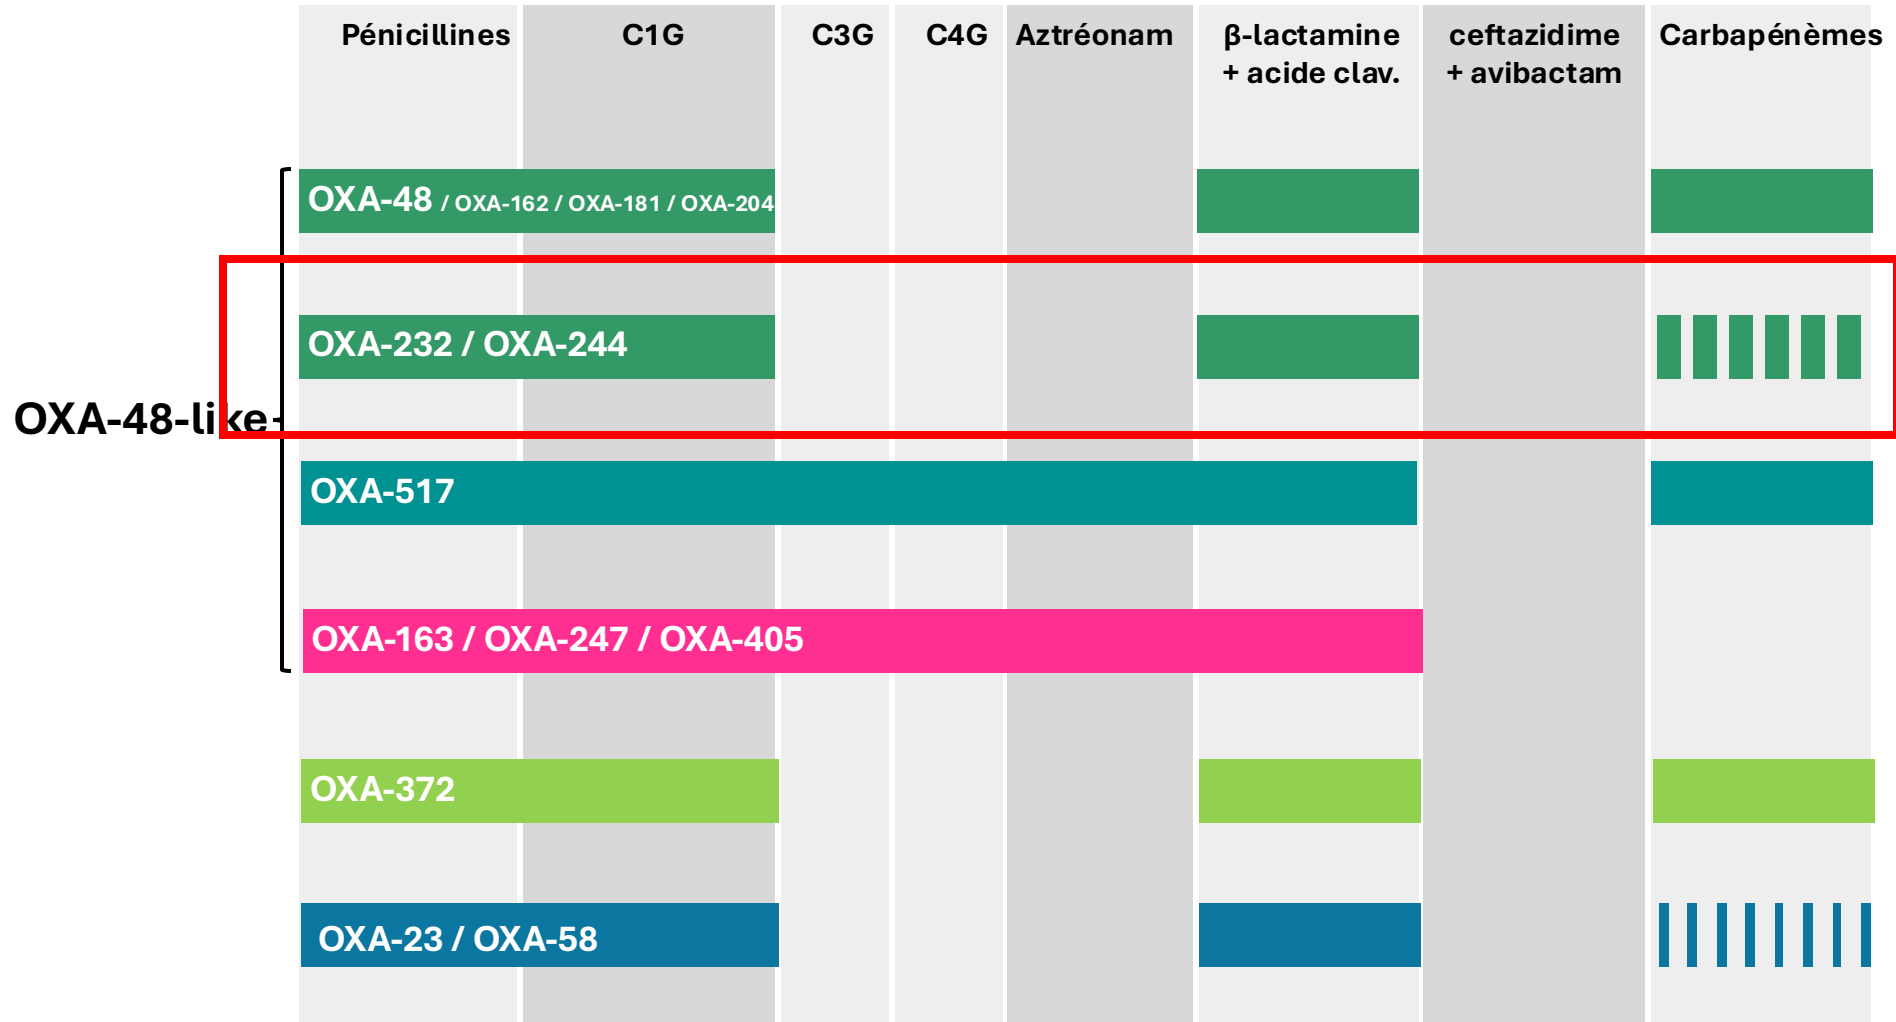 Pénicillines C1G C3G C4G Aztréonam β-lactamine ceftazidime Carbapénèmes
+ acide clav. + avibactam
OXA-48 / OXA-162 / OXA-181 / OXA-204
OXA-232 / OXA-244
OXA-48-like
OXA-517
OXA-163 / OXA-247 / OXA-405
OXA-372
OXA-23 / OXA-58